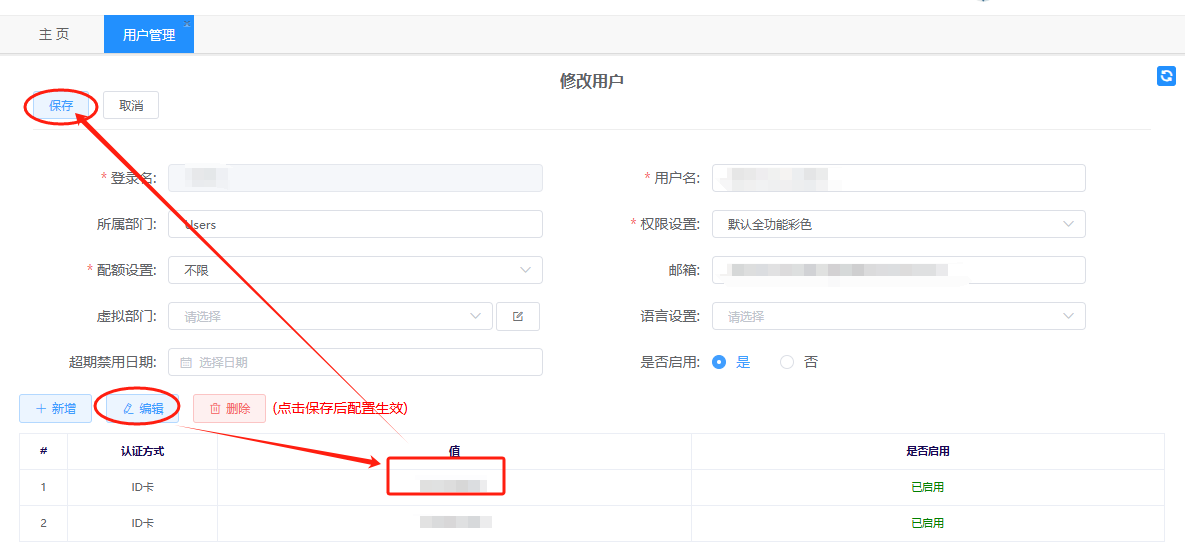 主 页
用户管理
修改用户
保存
取消
* 登录名:
* 用户名:
所属部门:
Users
* 权限设置:
默认全功能彩色
* 配额设置:
不限
邮箱:
虚拟部门:
请选择
语言设置:
请选择
超期禁用日期:
选择日期
是否启用:
是
否
+ 新增
编辑
删除
(点击保存后配置生效)
# 认证方式 值 是否启用
1 ID卡 已启用
2 ID卡 已启用